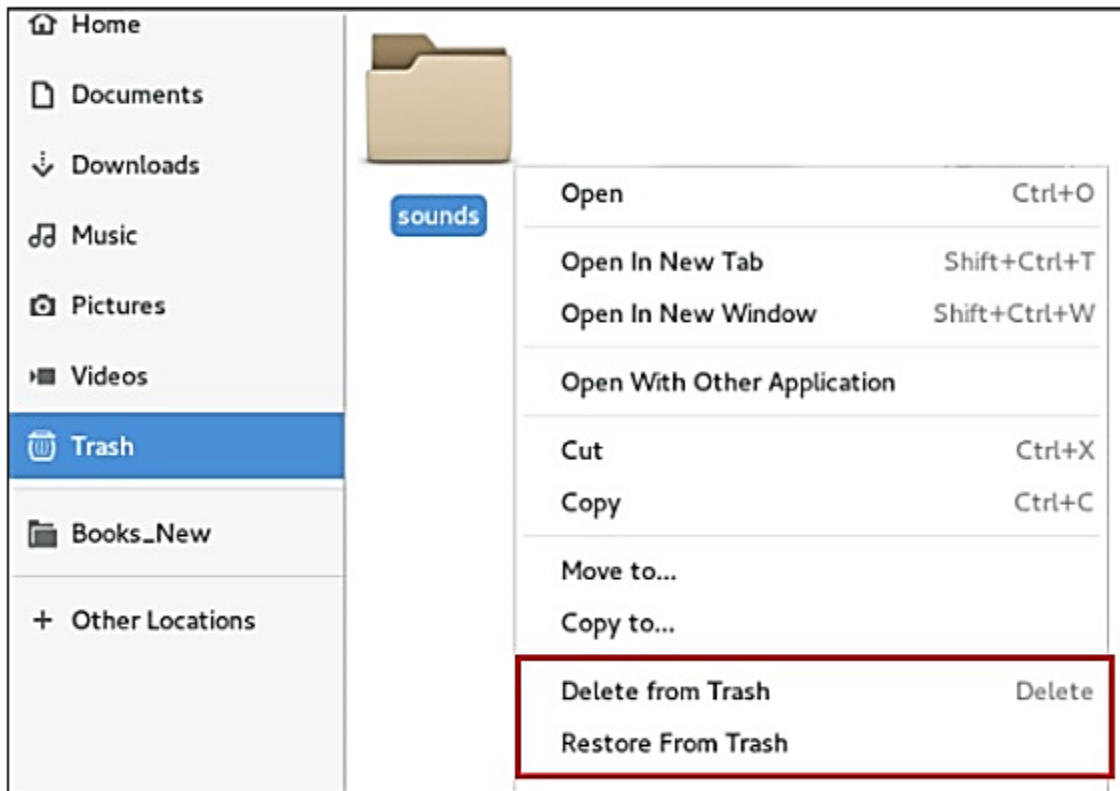 Home
Documents
Downloads
Music
Pictures
Videos
Trash
Books_New
+ Other Locations
sounds
Open Ctrl+O
Open In New Tab Shift+Ctrl+T
Open In New Window Shift+Ctrl+W
Open With Other Application
Cut Ctrl+X
Copy Ctrl+C
Move to...
Copy to...
Delete from Trash Delete
Restore From Trash